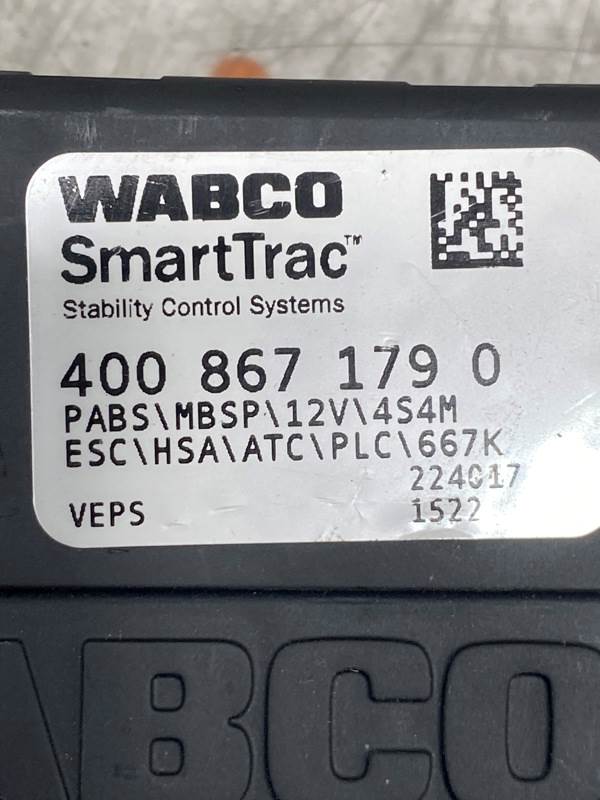 WABCO
SmartTrac™
Stability Control Systems
400 867 179 0
PABS\MBSP\12V\4S4M
ESC\HSA\ATC\PLC\667K
224017
VEPS 1522
ABCO